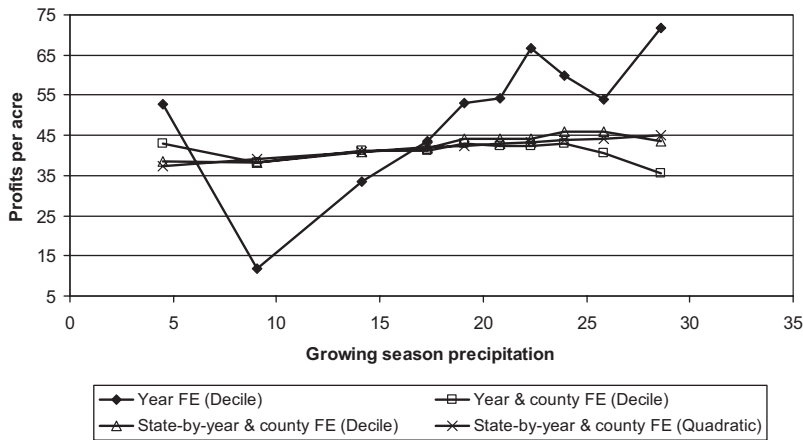 75
65
55
45
35
25
15
5
Profits per acre
0 5 10 15 20 25 30 35
Growing season precipitation
Year FE (Decile)
Year & county FE (Decile)
State-by-year & county FE (Decile)
State-by-year & county FE (Quadratic)